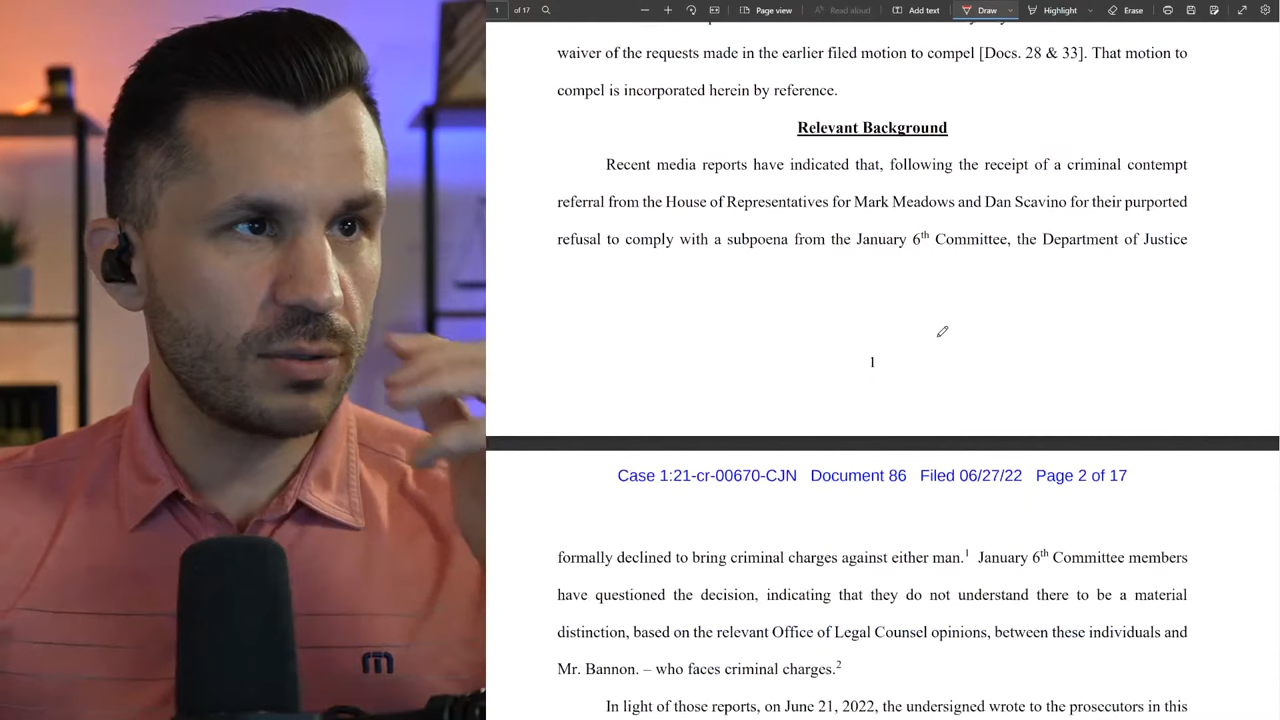 1 of 17 Page view Read aloud Add text Draw Highlight Erase
waiver of the requests made in the earlier filed motion to compel [Docs. 28 & 33]. That motion to
compel is incorporated herein by reference.
Relevant Background
Recent media reports have indicated that, following the receipt of a criminal contempt
referral from the House of Representatives for Mark Meadows and Dan Scavino for their purported
refusal to comply with a subpoena from the January 6th Committee, the Department of Justice
1
Case 1:21-cr-00670-CJN Document 86 Filed 06/27/22 Page 2 of 17
formally declined to bring criminal charges against either man.1 January 6th Committee members
have questioned the decision, indicating that they do not understand there to be a material
distinction, based on the relevant Office of Legal Counsel opinions, between these individuals and
Mr. Bannon. – who faces criminal charges.2
In light of those reports, on June 21, 2022, the undersigned wrote to the prosecutors in this